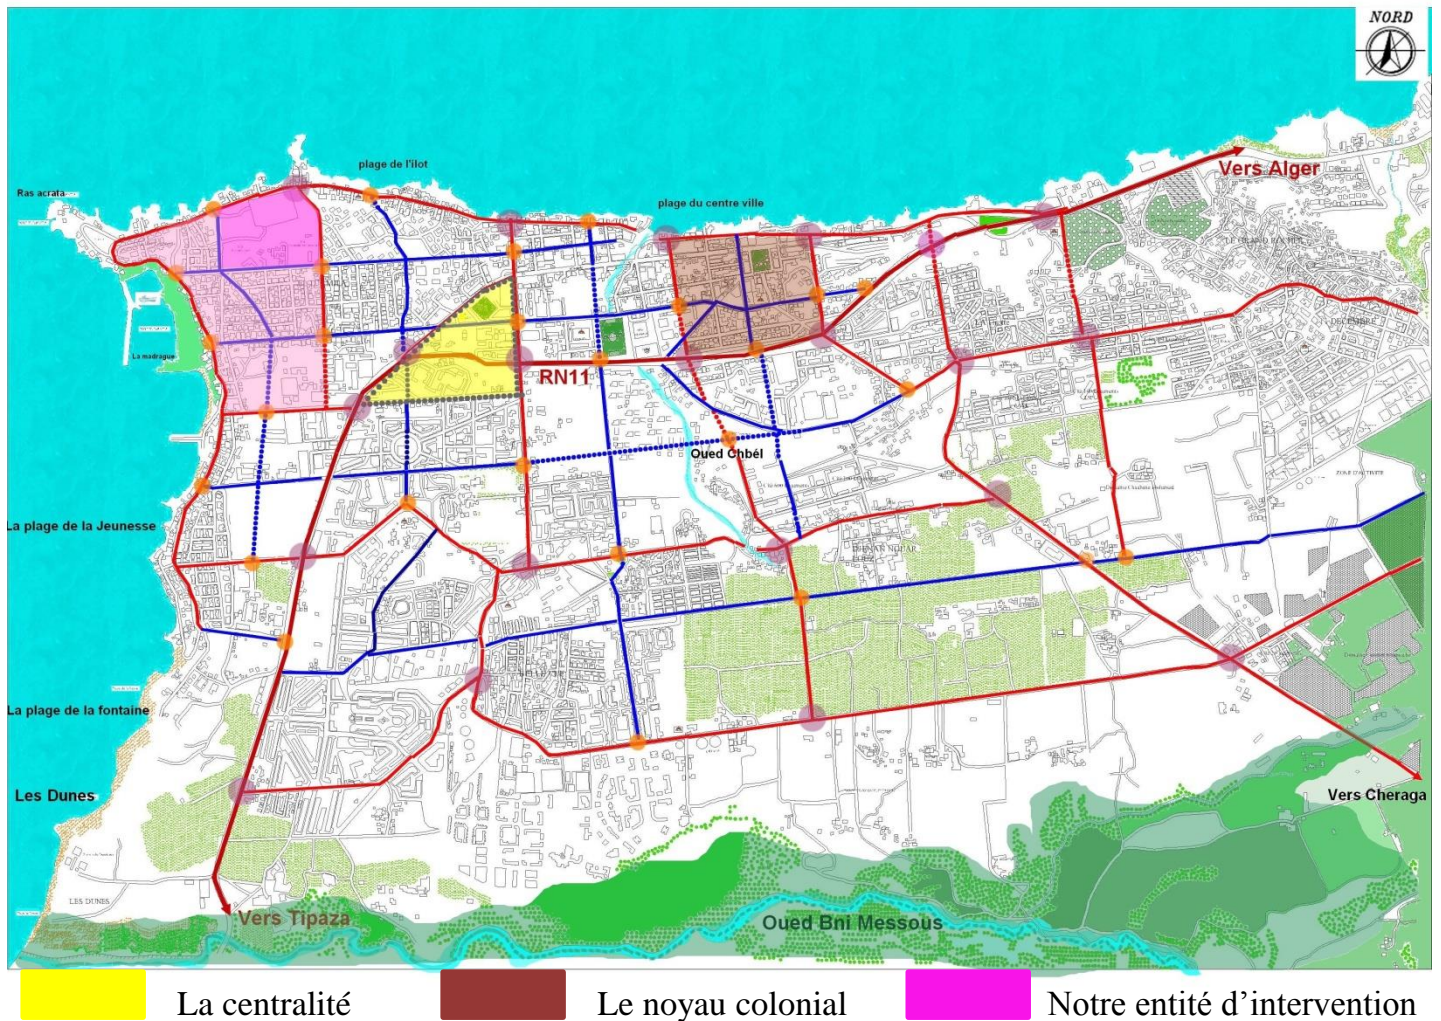 NORD
Vers Alger
plage de l'ilot
Ras acrata
plage du centre ville
La madrague
RN11
Oued Chbél
La plage de la Jeunesse
La plage de la fontaine
Les Dunes
Vers Cheraga
LES DUNES
Vers Tipaza
Oued Bni Messous
La centralité
Le noyau colonial
Notre entité d'intervention